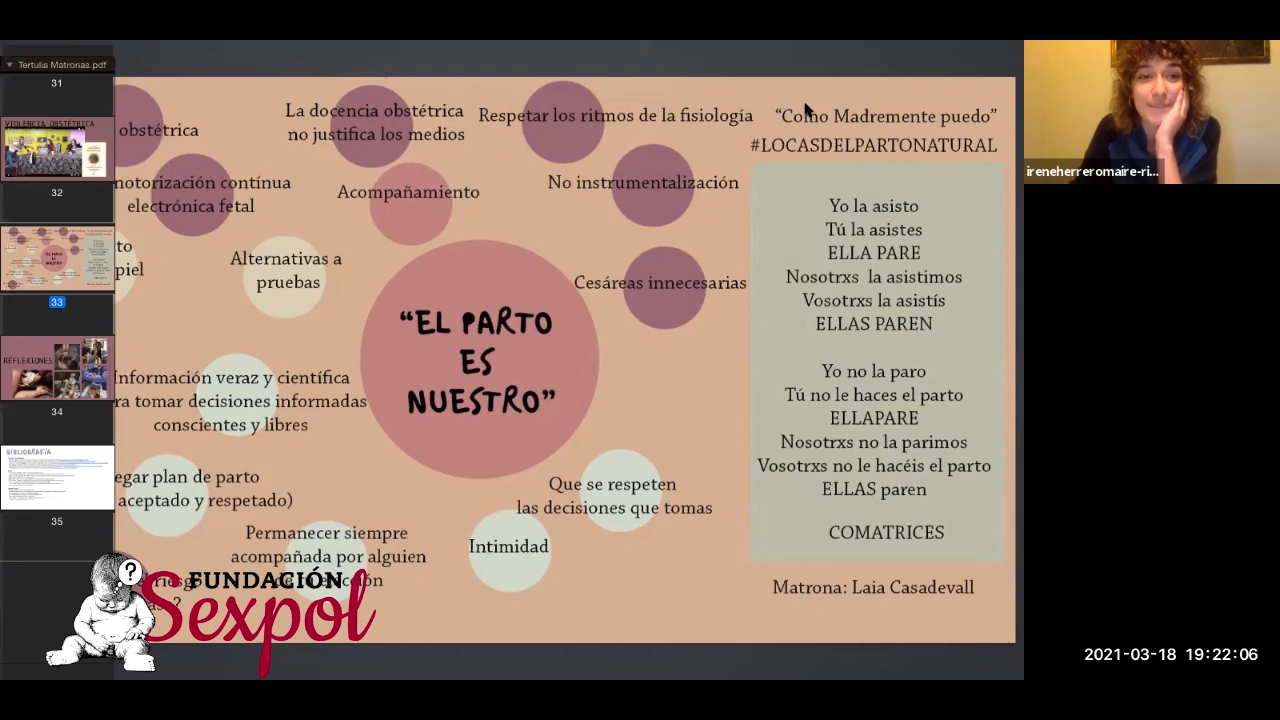 Tertulia Matronas.pdf
31
VIOLENCIA OBSTÉTRICA
32
33
REFLEXIONES
34
BIBLIOGRAFÍA
35
obstétrica
La docencia obstétrica
no justifica los medios
Respetar los ritmos de la fisiología
notorización contínua
electrónica fetal
Acompañamiento
No instrumentalización
to
piel
Alternativas a
pruebas
Cesáreas innecesarias
“EL PARTO
ES
NUESTRO”
Información veraz y científica
ra tomar decisiones informadas
conscientes y libres
egar plan de parto
aceptado y respetado)
Que se respeten
las decisiones que tomas
Permanecer siempre
acompañada por alguien
Intimidad
“Como Madremente puedo”
#LOCASDELPARTONATURAL
Yo la asisto
Tú la asistes
ELLA PARE
Nosotrxs la asistimos
Vosotrxs la asistís
ELLAS PAREN
Yo no la paro
Tú no le haces el parto
ELLAPARE
Nosotrxs no la parimos
Vosotrxs no le hacéis el parto
ELLAS paren
COMATRICES
Matrona: Laia Casadevall
?
FUNDACIÓN
Sexpol
ireneherreromaire-ri...
2021-03-18 19:22:06